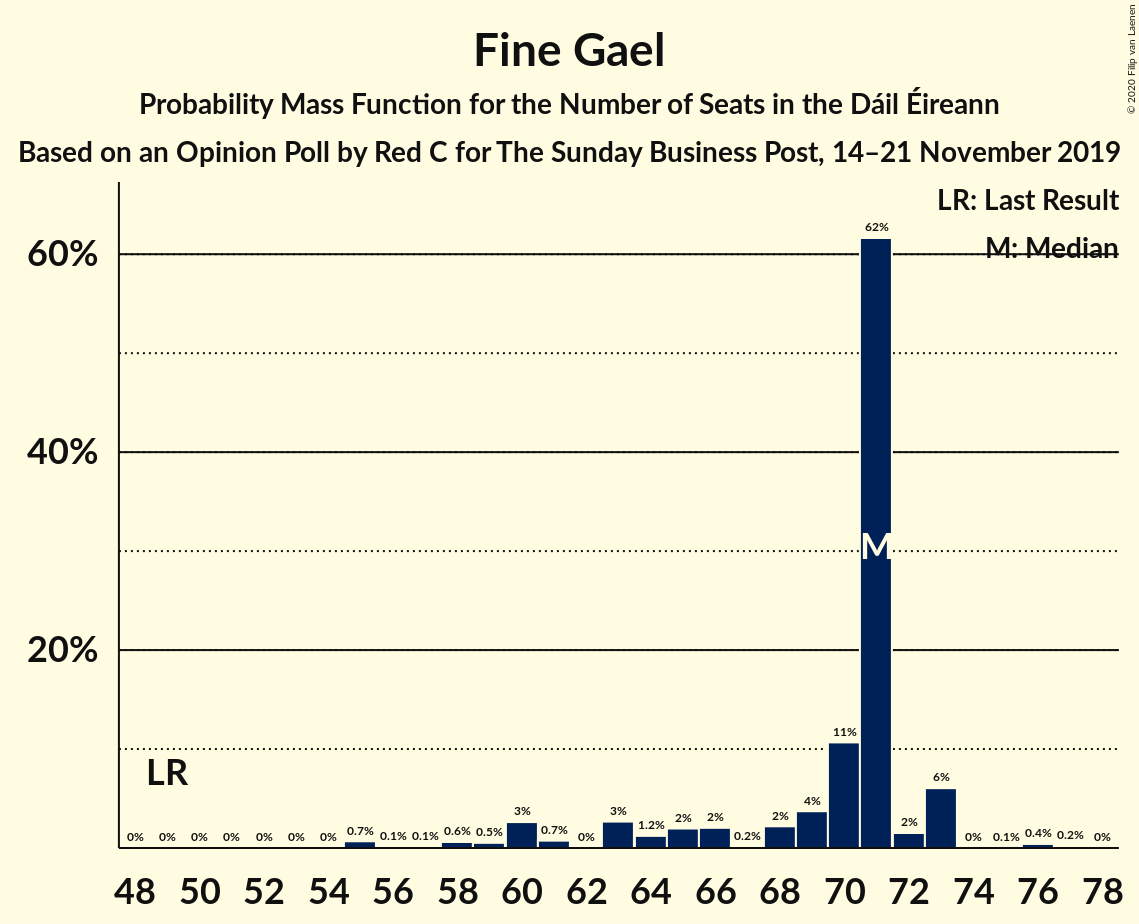 Fine Gael
Probability Mass Function for the Number of Seats in the Dáil Éireann
Based on an Opinion Poll by Red C for The Sunday Business Post, 14–21 November 2019
© 2020 Filip van Laenen
LR: Last Result
M: Median
60%
40%
20%
LR
M
0% 0% 0% 0% 0% 0% 0% 0.7% 0.1% 0.1% 0.6% 0.5% 3% 0.7% 0% 3% 1.2% 2% 2% 0.2% 2% 4% 11% 62% 2% 6% 0% 0.1% 0.4% 0.2% 0%
48 50 52 54 56 58 60 62 64 66 68 70 72 74 76 78